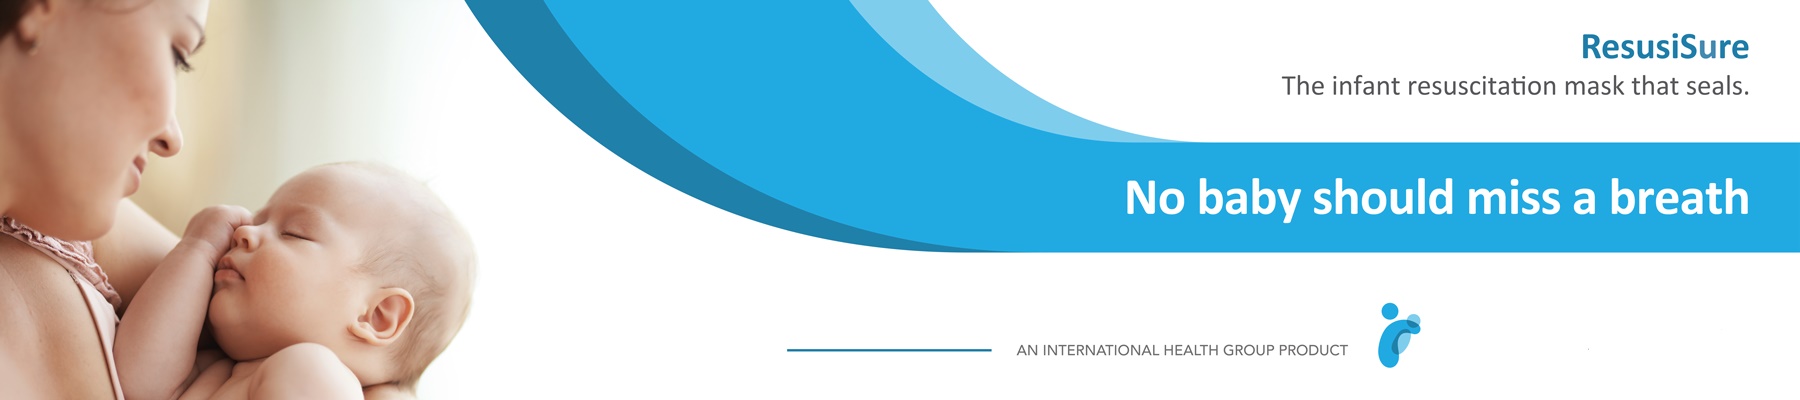 ResusiSure
The infant resuscitation mask that seals.
No baby should miss a breath
AN INTERNATIONAL HEALTH GROUP PRODUCT